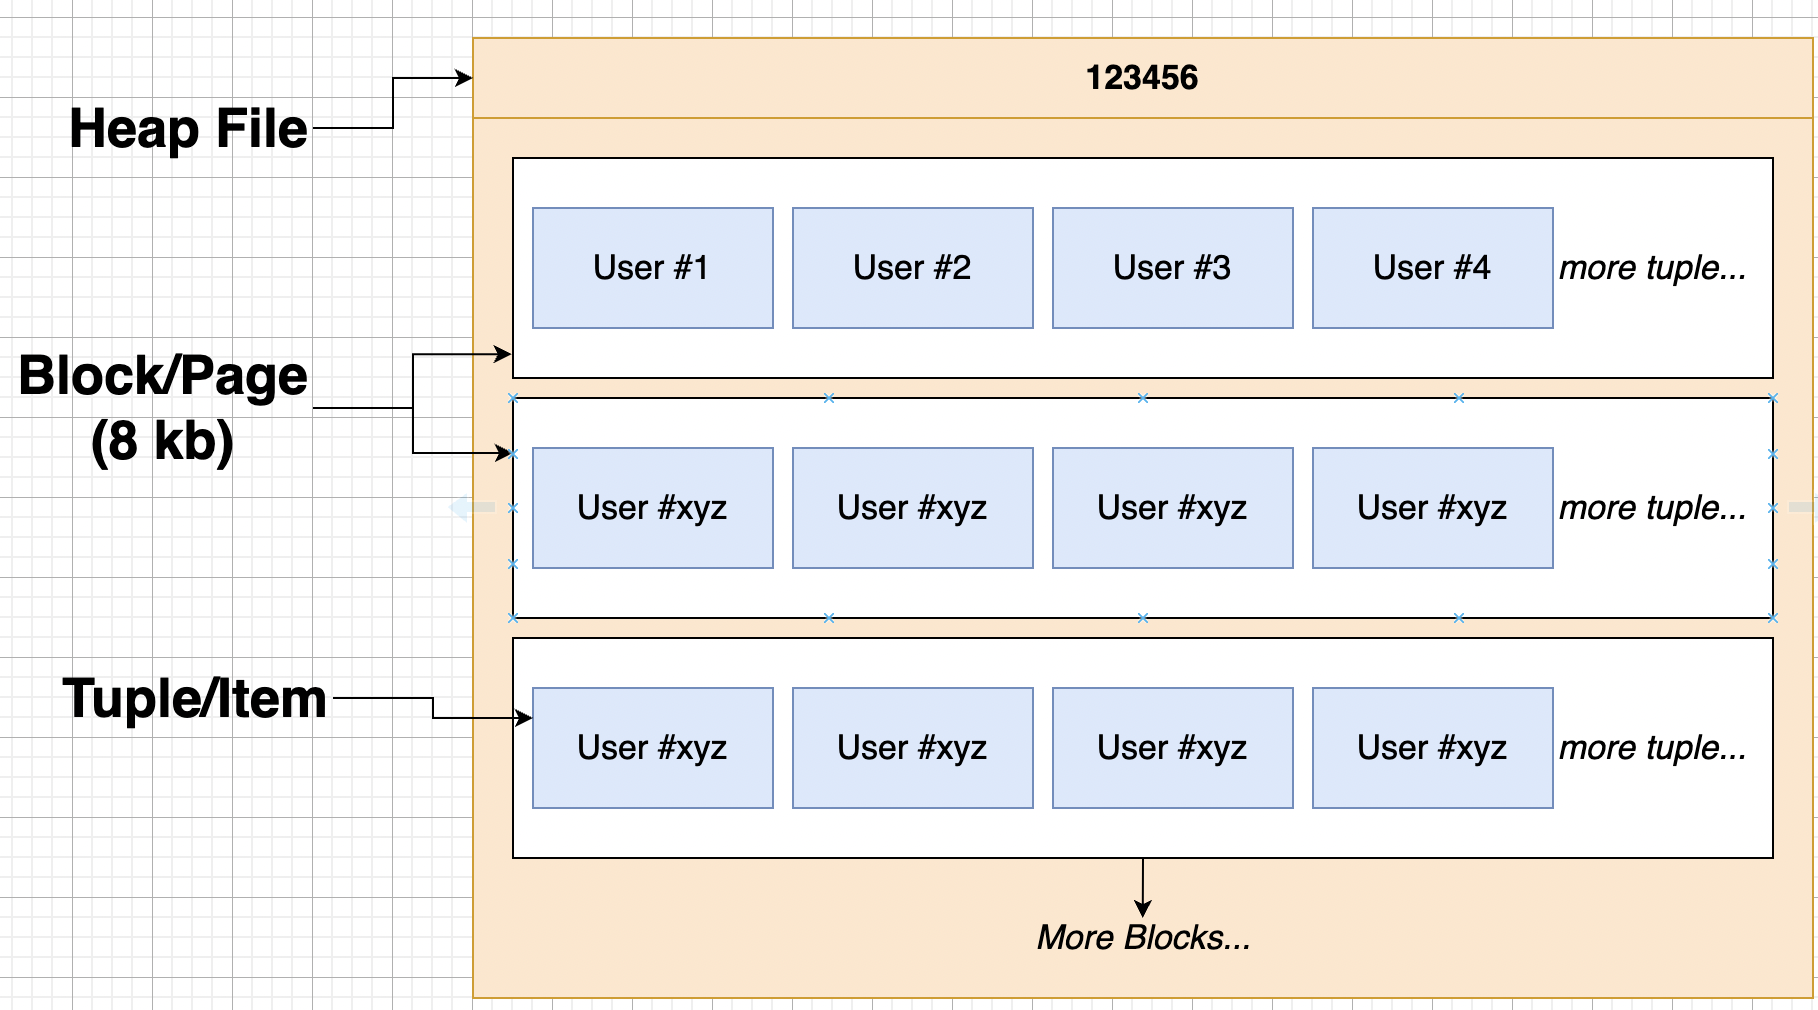 123456
Heap File
User #1 User #2 User #3 User #4 more tuple...
Block/Page
(8 kb)
User #xyz User #xyz User #xyz User #xyz more tuple...
Tuple/Item
User #xyz User #xyz User #xyz User #xyz more tuple...
More Blocks...